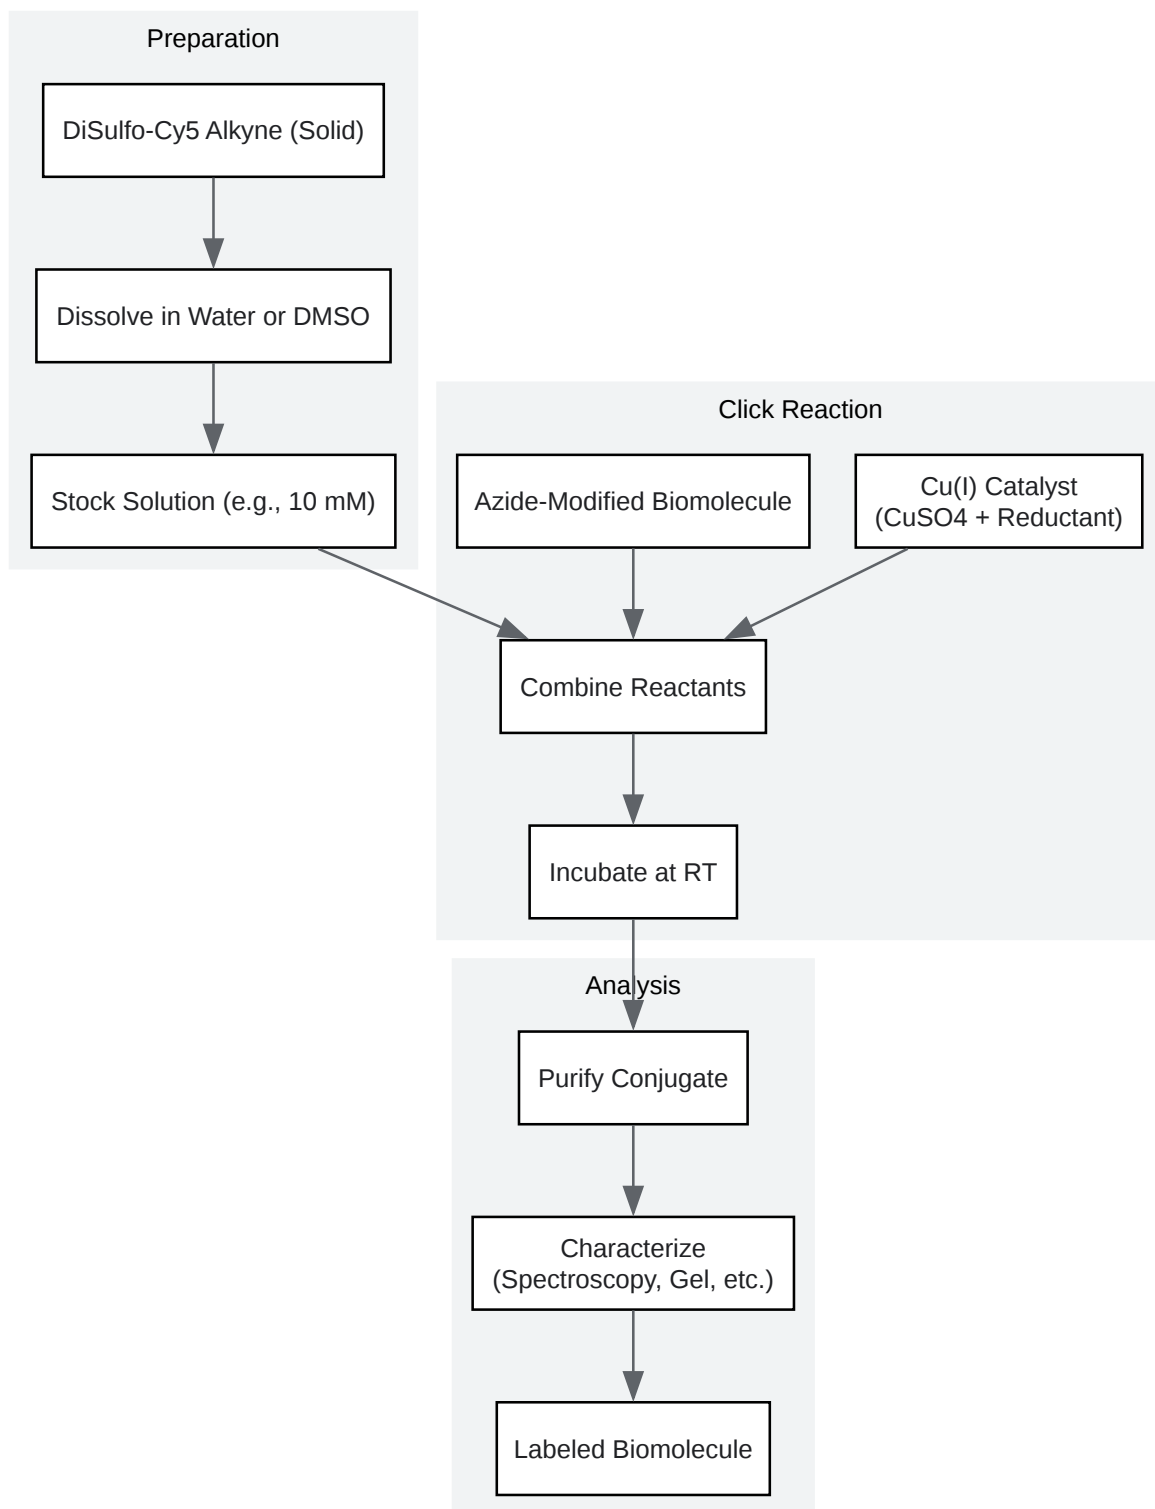 Preparation
DiSulfo-Cy5 Alkyne (Solid)
Dissolve in Water or DMSO
Stock Solution (e.g., 10 mM)
Click Reaction
Azide-Modified Biomolecule
Cu(I) Catalyst
(CuSO4 + Reductant)
Combine Reactants
Incubate at RT
Analysis
Purify Conjugate
Characterize
(Spectroscopy, Gel, etc.)
Labeled Biomolecule